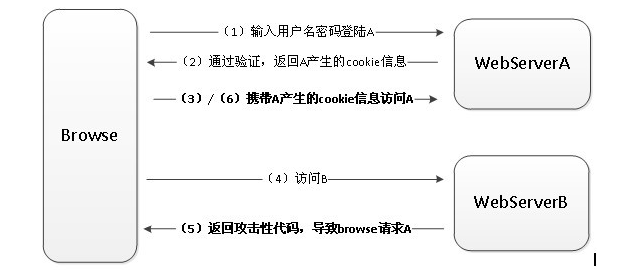 （1）输入用户名密码登陆A
（2）通过验证，返回A产生的cookie信息
WebServerA
（3）/（6）携带A产生的cookie信息访问A
Browse
（4）访问B
WebServerB
（5）返回攻击性代码，导致browse请求A